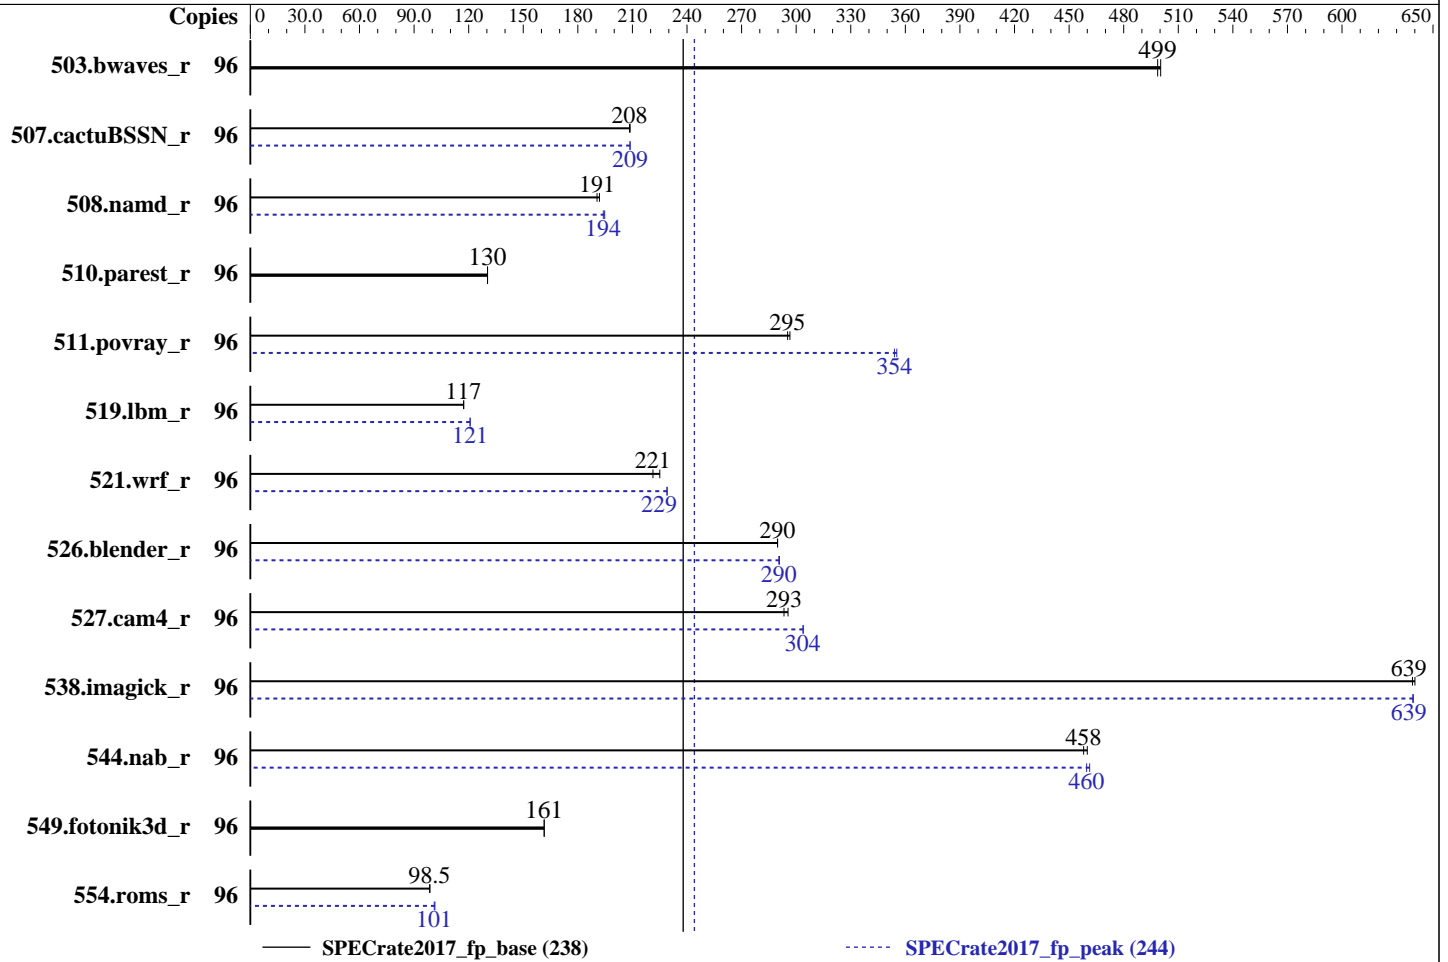 Copies 0 30.0 60.0 90.0 120 150 180 210 240 270 300 330 360 390 420 450 480 510 540 570 600 650
503.bwaves_r 96 499
507.cactuBSSN_r 96 208
209
508.namd_r 96 191
194
510.parest_r 96 130
511.povray_r 96 295
354
519.lbm_r 96 117
121
521.wrf_r 96 221
229
526.blender_r 96 290
290
527.cam4_r 96 293
304
538.imagick_r 96 639
639
544.nab_r 96 458
460
549.fotonik3d_r 96 161
554.roms_r 96 98.5
101
SPECrate2017_fp_base (238) SPECrate2017_fp_peak (244)